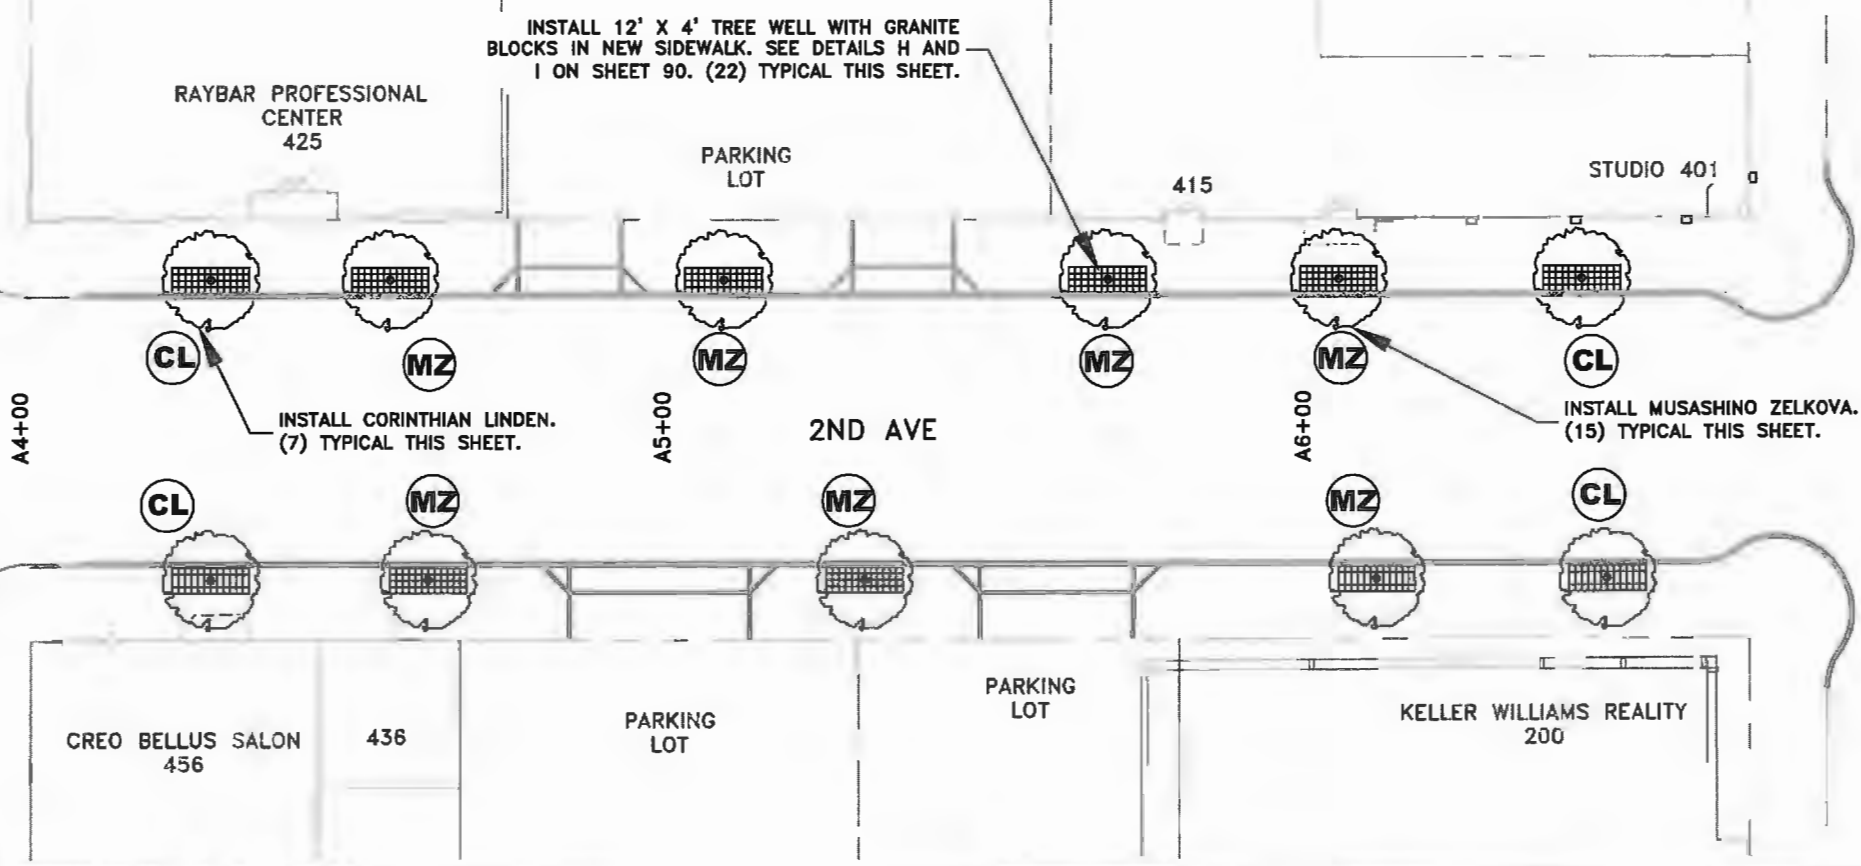 INSTALL 12' X 4' TREE WELL WITH GRANITE
BLOCKS IN NEW SIDEWALK. SEE DETAILS H AND
I ON SHEET 90. (22) TYPICAL THIS SHEET.
RAYBAR PROFESSIONAL
CENTER
425
PARKING
LOT
415
STUDIO 401
CL
MZ
MZ
MZ
MZ
CL
INSTALL CORINTHIAN LINDEN.
(7) TYPICAL THIS SHEET.
INSTALL MUSASHINO ZELKOVA.
(15) TYPICAL THIS SHEET.
A4+00
A5+00
2ND AVE
A6+00
CL
MZ
MZ
MZ
CL
CREO BELLUS SALON
456
436
PARKING
LOT
PARKING
LOT
KELLER WILLIAMS REALITY
200